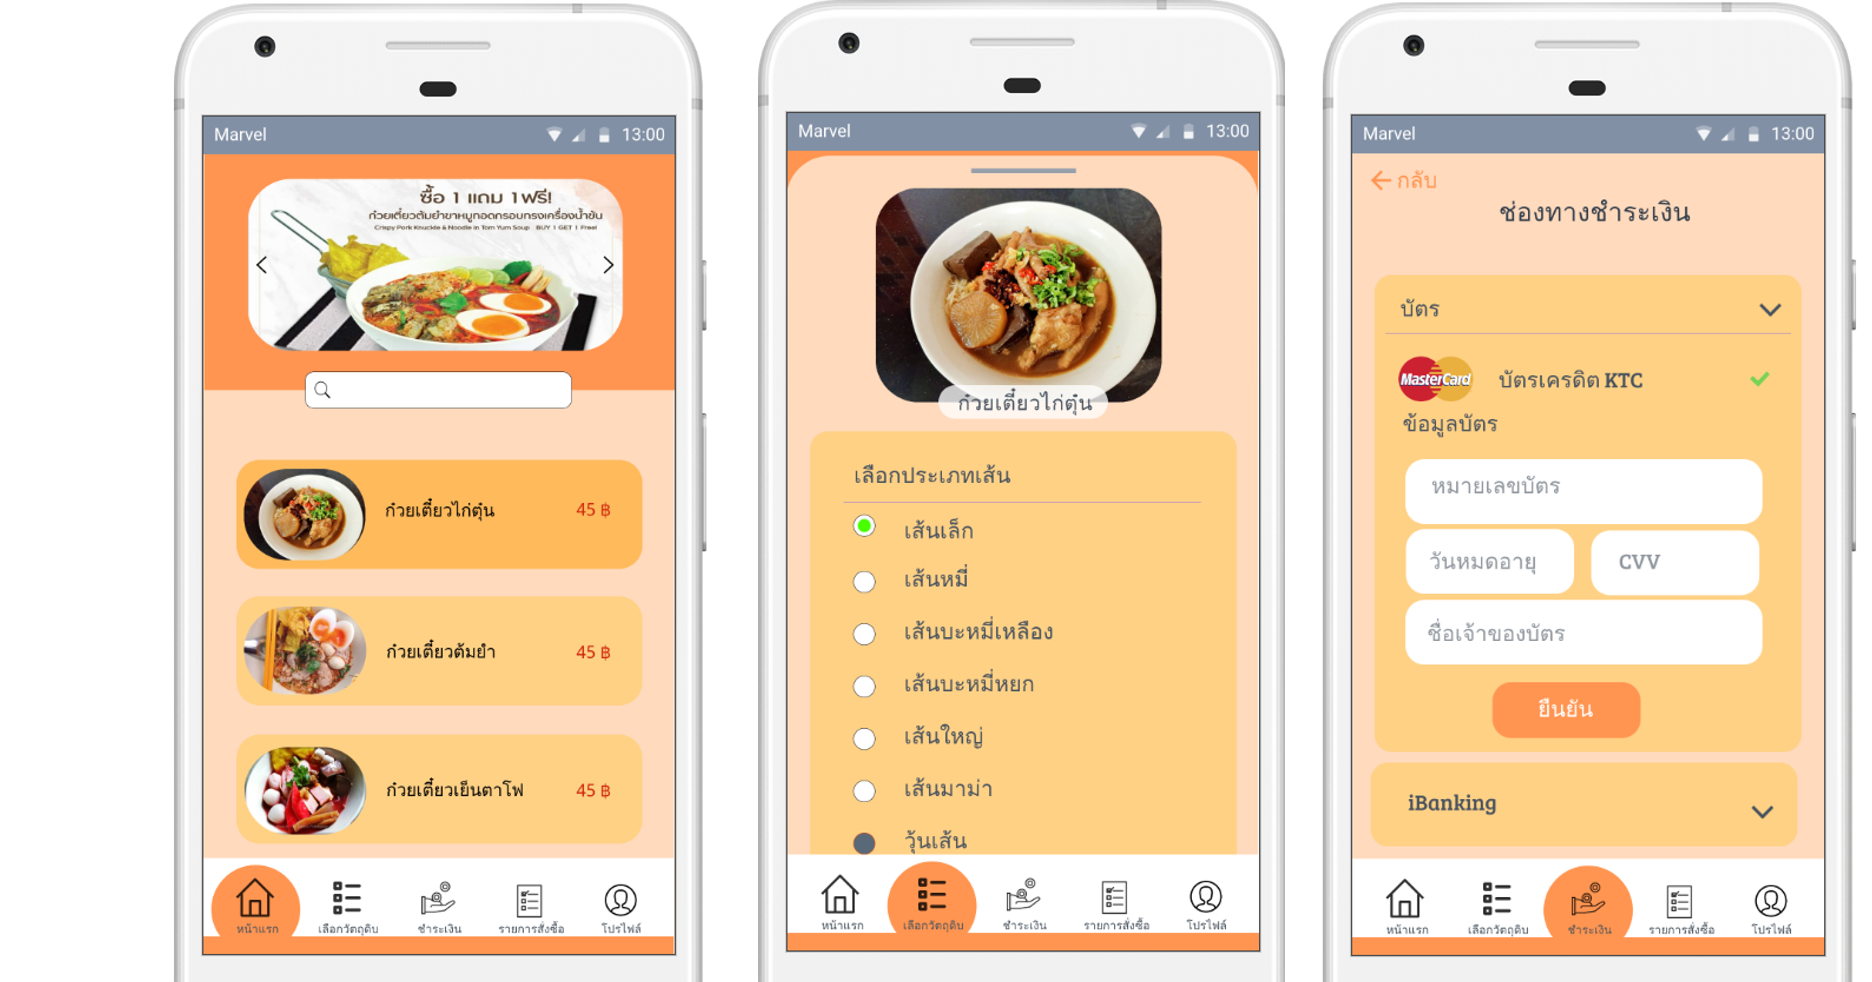 Marvel
13:00
ซื้อ 1 แถม 1ฟรี!
ก๋วยเตี๋ยวต้มยำขาหมูทอดกรอบทรงเครื่องน้ำข้น
Crispy Pork Knuckle & Noodle in Tom Yum Soup BUY 1 GET 1 Free!
ก๋วยเตี๋ยวไก่ตุ๋น 45 ฿
ก๋วยเตี๋ยวต้มยำ 45 ฿
ก๋วยเตี๋ยวเย็นตาโฟ 45 ฿
หน้าแรก เลือกวัตถุดิบ ชำระเงิน รายการสั่งซื้อ โปรไฟล์
Marvel
13:00
ก๋วยเตี๋ยวไก่ตุ๋น
เลือกประเภทเส้น
เส้นเล็ก
เส้นหมี่
เส้นบะหมี่เหลือง
เส้นบะหมี่หยก
เส้นใหญ่
เส้นมาม่า
วุ้นเส้น
หน้าแรก เลือกวัตถุดิบ ชำระเงิน รายการสั่งซื้อ โปรไฟล์
Marvel
13:00
กลับ
ช่องทางชำระเงิน
บัตร
MasterCard บัตรเครดิต KTC
ข้อมูลบัตร
หมายเลขบัตร
วันหมดอายุ CVV
ชื่อเจ้าของบัตร
ยืนยัน
iBanking
หน้าแรก เลือกวัตถุดิบ ชำระเงิน รายการสั่งซื้อ โปรไฟล์